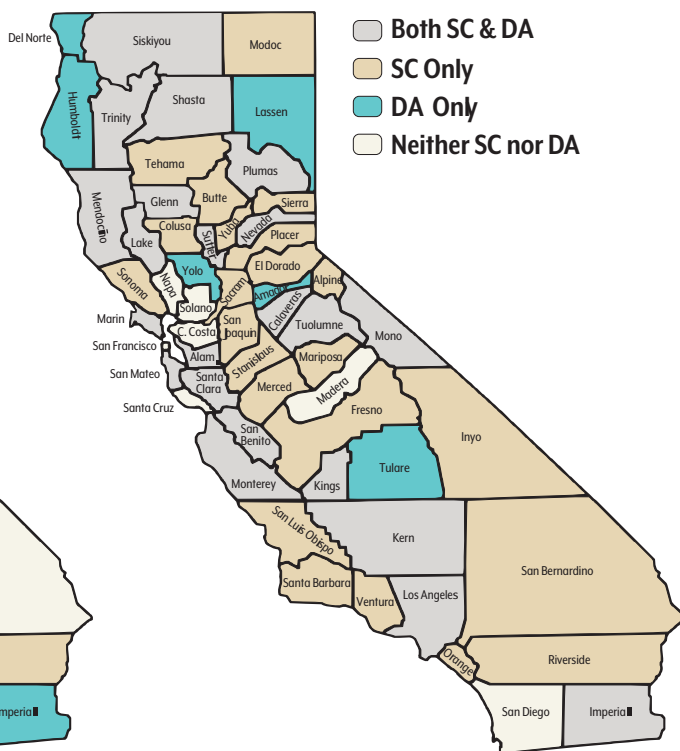 Both SC & DA
SC Only
DA Only
Neither SC nor DA
Del Norte
Siskiyou
Modoc
Humboldt
Trinity
Shasta
Lassen
Tehama
Plumas
Mendocino
Glenn
Butte
Sierra
Colusa
Yuba
Nevada
Lake
Sutter
Placer
El Dorado
Sonoma
Napa
Yolo
Sacram
Amador
Alpine
Solano
Calaveras
Marin
C. Costa
San
Joaquin
Tuolumne
Mono
San Francisco
Alam
Stanislaus
Mariposa
San Mateo
Santa
Clara
Merced
Madera
Santa Cruz
Fresno
San
Benito
Inyo
Tulare
Monterey
Kings
San Luis Obispo
Kern
San Bernardino
Santa Barbara
Ventura
Los Angeles
Orange
Riverside
San Diego
Imperia
mperia